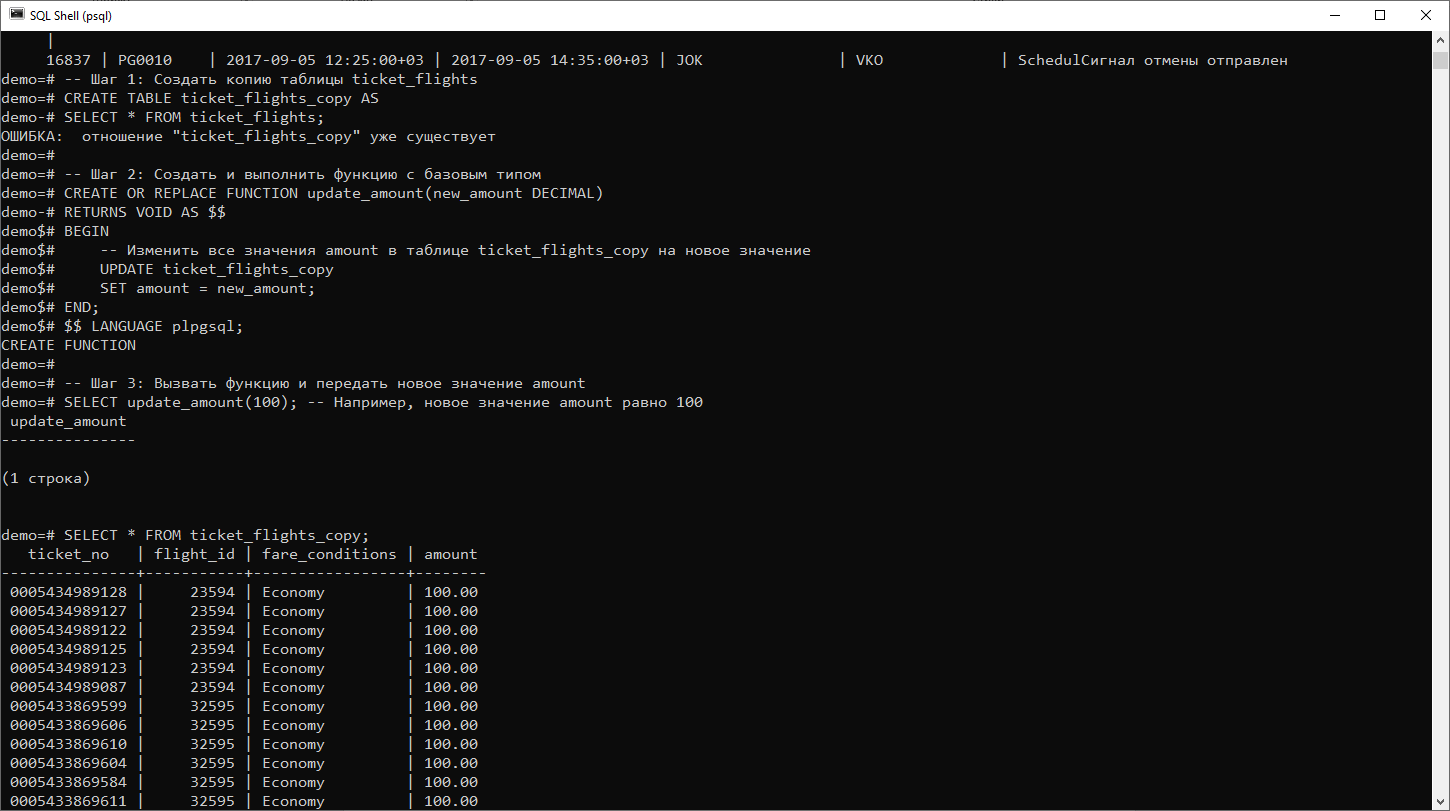 SQL Shell (psql)
|
16837 | PG0010 | 2017-09-05 12:25:00+03 | 2017-09-05 14:35:00+03 | JOK | VKO | SchedulСигнал отмены отправлен
demo=# -- Шаг 1: Создать копию таблицы ticket_flights
demo=# CREATE TABLE ticket_flights_copy AS
demo-# SELECT * FROM ticket_flights;
ОШИБКА:  отношение "ticket_flights_copy" уже существует
demo=#
demo=# -- Шаг 2: Создать и выполнить функцию с базовым типом
demo=# CREATE OR REPLACE FUNCTION update_amount(new_amount DECIMAL)
demo-# RETURNS VOID AS $$
demo$# BEGIN
demo$#     -- Изменить все значения amount в таблице ticket_flights_copy на новое значение
demo$#     UPDATE ticket_flights_copy
demo$#     SET amount = new_amount;
demo$# END;
demo$# $$ LANGUAGE plpgsql;
CREATE FUNCTION
demo=#
demo=# -- Шаг 3: Вызвать функцию и передать новое значение amount
demo=# SELECT update_amount(100); -- Например, новое значение amount равно 100
update_amount
---------------
(1 строка)
demo=# SELECT * FROM ticket_flights_copy;
ticket_no | flight_id | fare_conditions | amount
---------------+-----------+-----------------+--------
0005434989128 | 23594 | Economy | 100.00
0005434989127 | 23594 | Economy | 100.00
0005434989122 | 23594 | Economy | 100.00
0005434989125 | 23594 | Economy | 100.00
0005434989123 | 23594 | Economy | 100.00
0005434989087 | 23594 | Economy | 100.00
0005433869599 | 32595 | Economy | 100.00
0005433869606 | 32595 | Economy | 100.00
0005433869610 | 32595 | Economy | 100.00
0005433869604 | 32595 | Economy | 100.00
0005433869584 | 32595 | Economy | 100.00
0005433869611 | 32595 | Economy | 100.00